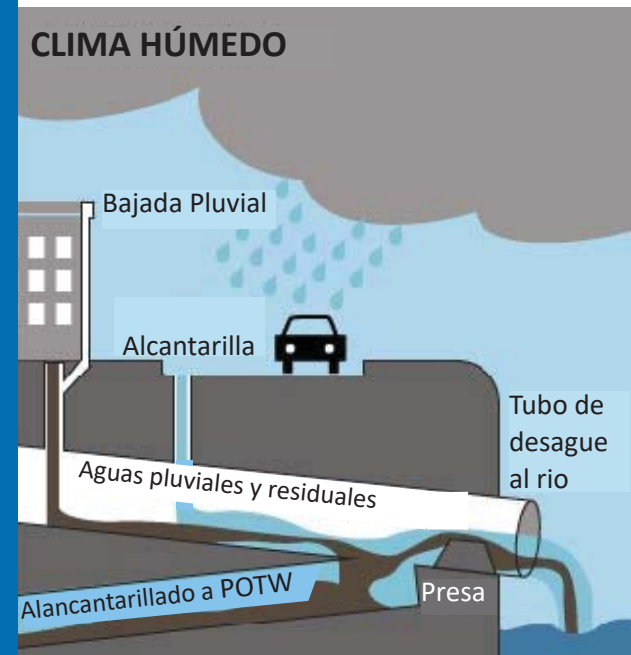 CLIMA HÚMEDO
Bajada Pluvial
Alcantarilla
Tubo de
desague
al rio
Aguas pluviales y residuales
Alancantarillado a POTW
Presa